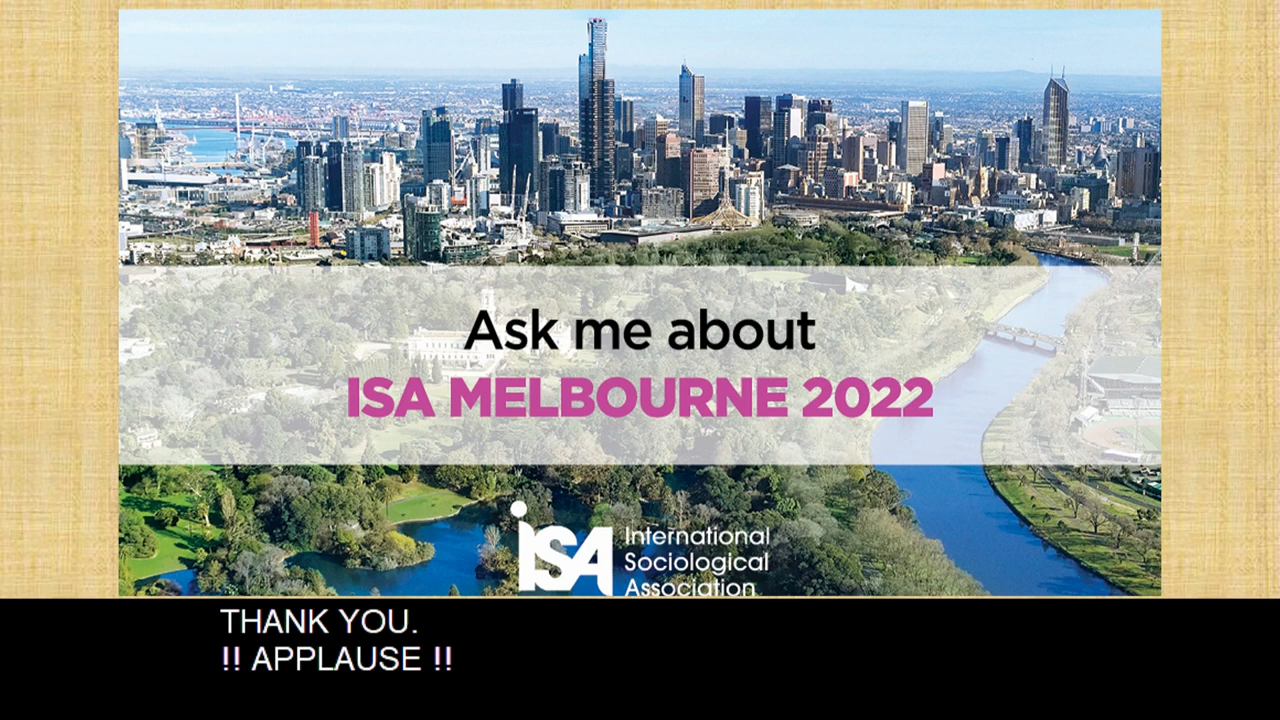 Ask me about
ISA MELBOURNE 2022
iSA
International
Sociological
Association
THANK YOU.
!! APPLAUSE !!